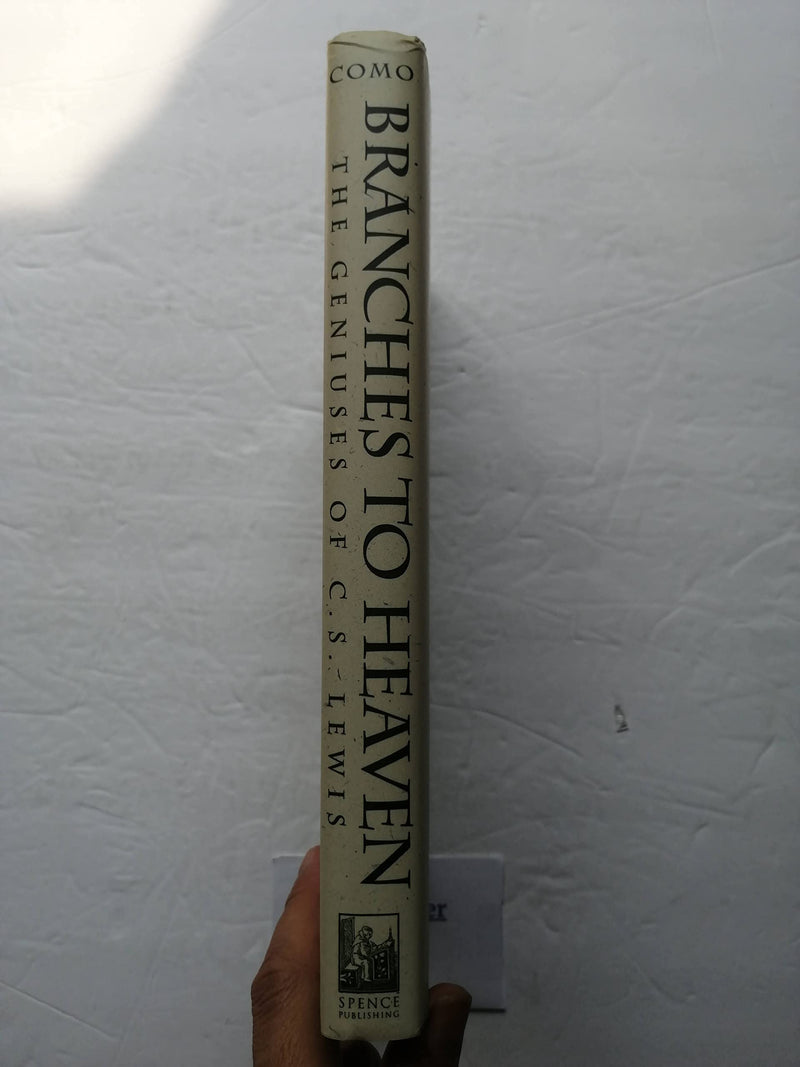 COMO
BRANCHES TO HEAVEN
THE GENIUSES OF C.S. LEWIS
SPENCE
PUBLISHING